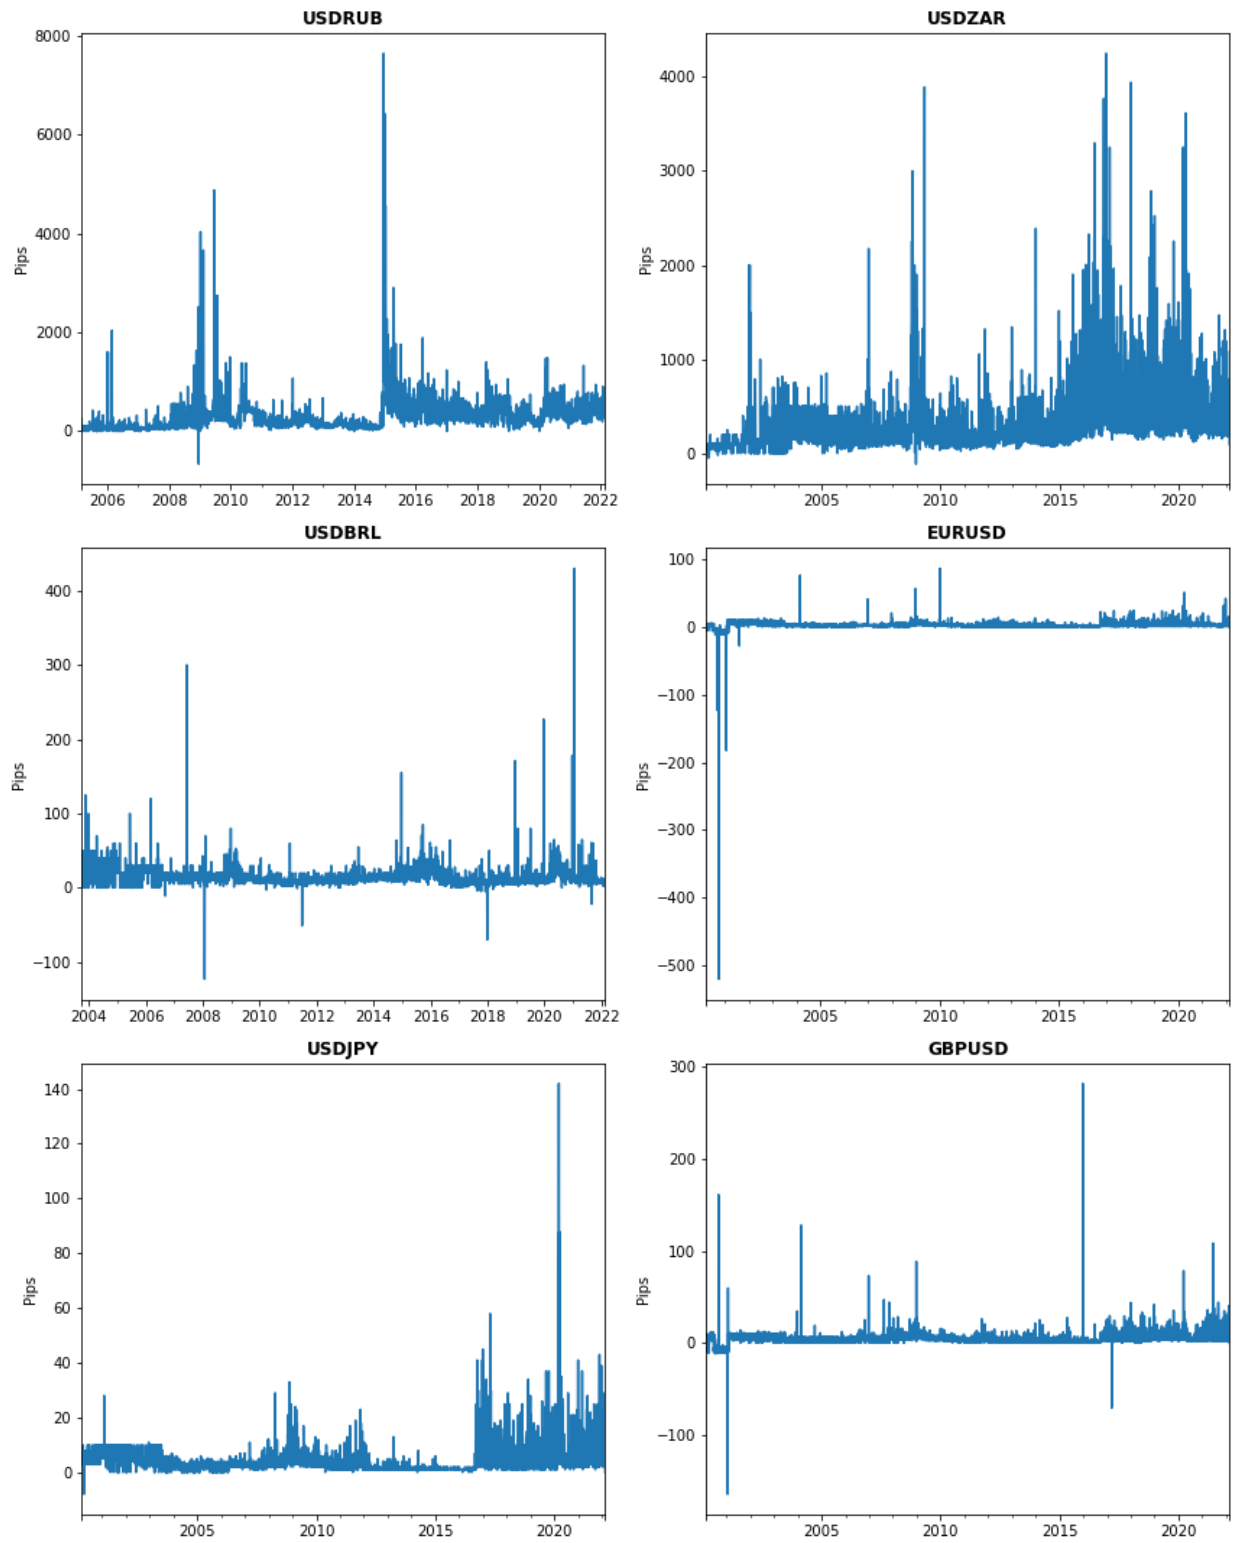 USDRUB
8000
6000
4000
2000
0
Pips
2006 2008 2010 2012 2014 2016 2018 2020 2022
USDZAR
4000
3000
2000
1000
0
Pips
2005 2010 2015 2020
USDBRL
400
300
200
100
0
−100
Pips
2004 2006 2008 2010 2012 2014 2016 2018 2020 2022
EURUSD
100
0
−100
−200
−300
−400
−500
Pips
2005 2010 2015 2020
USDJPY
140
120
100
80
60
40
20
0
Pips
2005 2010 2015 2020
GBPUSD
300
200
100
0
−100
Pips
2005 2010 2015 2020